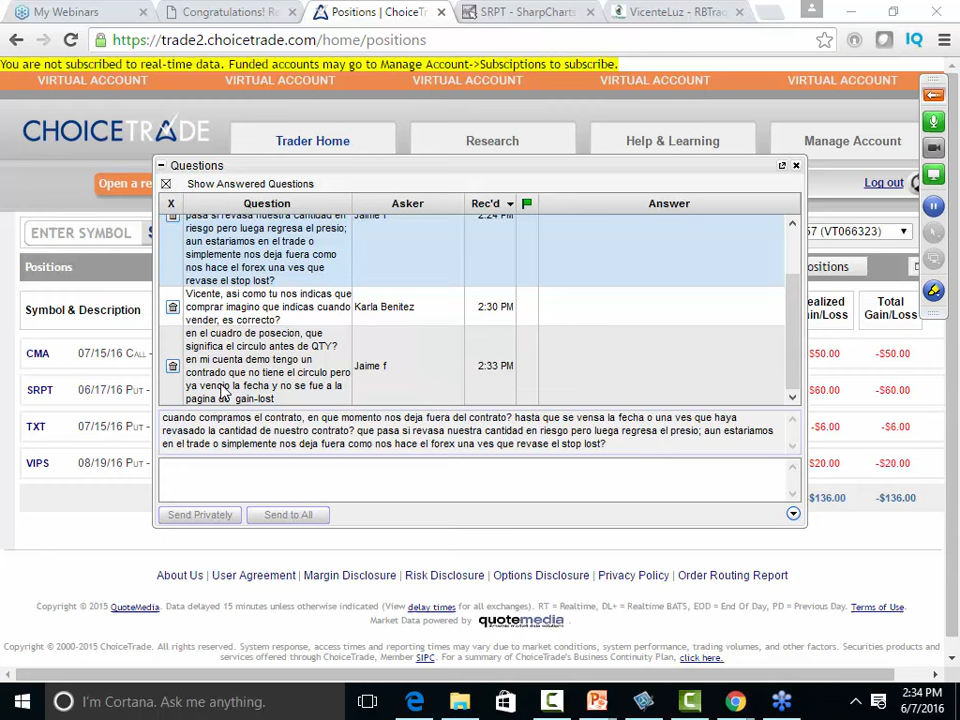 My Webinars
Congratulations! Re
Positions | ChoiceT
SRPT - SharpCharts
VicenteLuz - RBTrac
https://trade2.choicetrade.com/home/positions
You are not subscribed to real-time data. Funded accounts may go to Manage Account->Subsciptions to subscribe.
VIRTUAL ACCOUNT VIRTUAL ACCOUNT VIRTUAL ACCOUNT VIRTUAL ACCOUNT VIRTUAL ACCOUNT
CHOICETRADE
Trader Home
Research
Help & Learning
Manage Account
Questions
Show Answered Questions
Open a re
Log out
X Question Asker Rec'd Answer
pasa si revasa nuestra cantidad en Jaime f 2:24 PM
riesgo pero luega regresa el presio;
aun estariamos en el trade o
simplemente nos deja fuera como
nos hace el forex una ves que
revase el stop lost?
Vicente, asi como tu nos indicas que
comprar imagino que indicas cuando Karla Benitez 2:30 PM
vender, es correcto?
en el cuadro de posecion, que
significa el circulo antes de QTY?
en mi cuenta demo tengo un
contrado que no tiene el circulo pero Jaime f 2:33 PM
ya vencio la fecha y no se fue a la
pagina de gain-lost
cuando compramos el contrato, en que momento nos deja fuera del contrato? hasta que se vensa la fecha o una ves que haya
revasado la cantidad de nuestro contrato? que pasa si revasa nuestra cantidad en riesgo pero luega regresa el presio; aun estariamos
en el trade o simplemente nos deja fuera como nos hace el forex una ves que revase el stop lost?
Send Privately
Send to All
ENTER SYMBOL
57 (VT066323)
Positions
ositions
Symbol & Description
ealized
Gain/Loss
Total
Gain/Loss
CMA 07/15/16 CALL - $50.00 $50.00
SRPT 06/17/16 PUT - -$60.00 -$60.00
TXT 07/15/16 PUT - -$6.00 -$6.00
VIPS 08/19/16 PUT - -$20.00 -$20.00
-$136.00 -$136.00
About Us | User Agreement | Margin Disclosure | Risk Disclosure | Options Disclosure | Privacy Policy | Order Routing Report
Copyright © 2015 QuoteMedia. Data delayed 15 minutes unless otherwise indicated (View delay times for all exchanges). RT = Realtime, DL+ = Realtime BATS, EOD = End Of Day, PD = Previous Day. Terms of Use.
Market Data powered by quotemedia .
Copyright © 2000-2015 ChoiceTrade. All rights reserved. System response, access times and reporting times may vary due to market conditions, system performance, trading volumes, and other factors. Securities products and
services offered through ChoiceTrade, Member SIPC. For a summary of ChoiceTrade's Business Continuity Plan, click here.
I'm Cortana. Ask me anything.
2:34 PM
6/7/2016